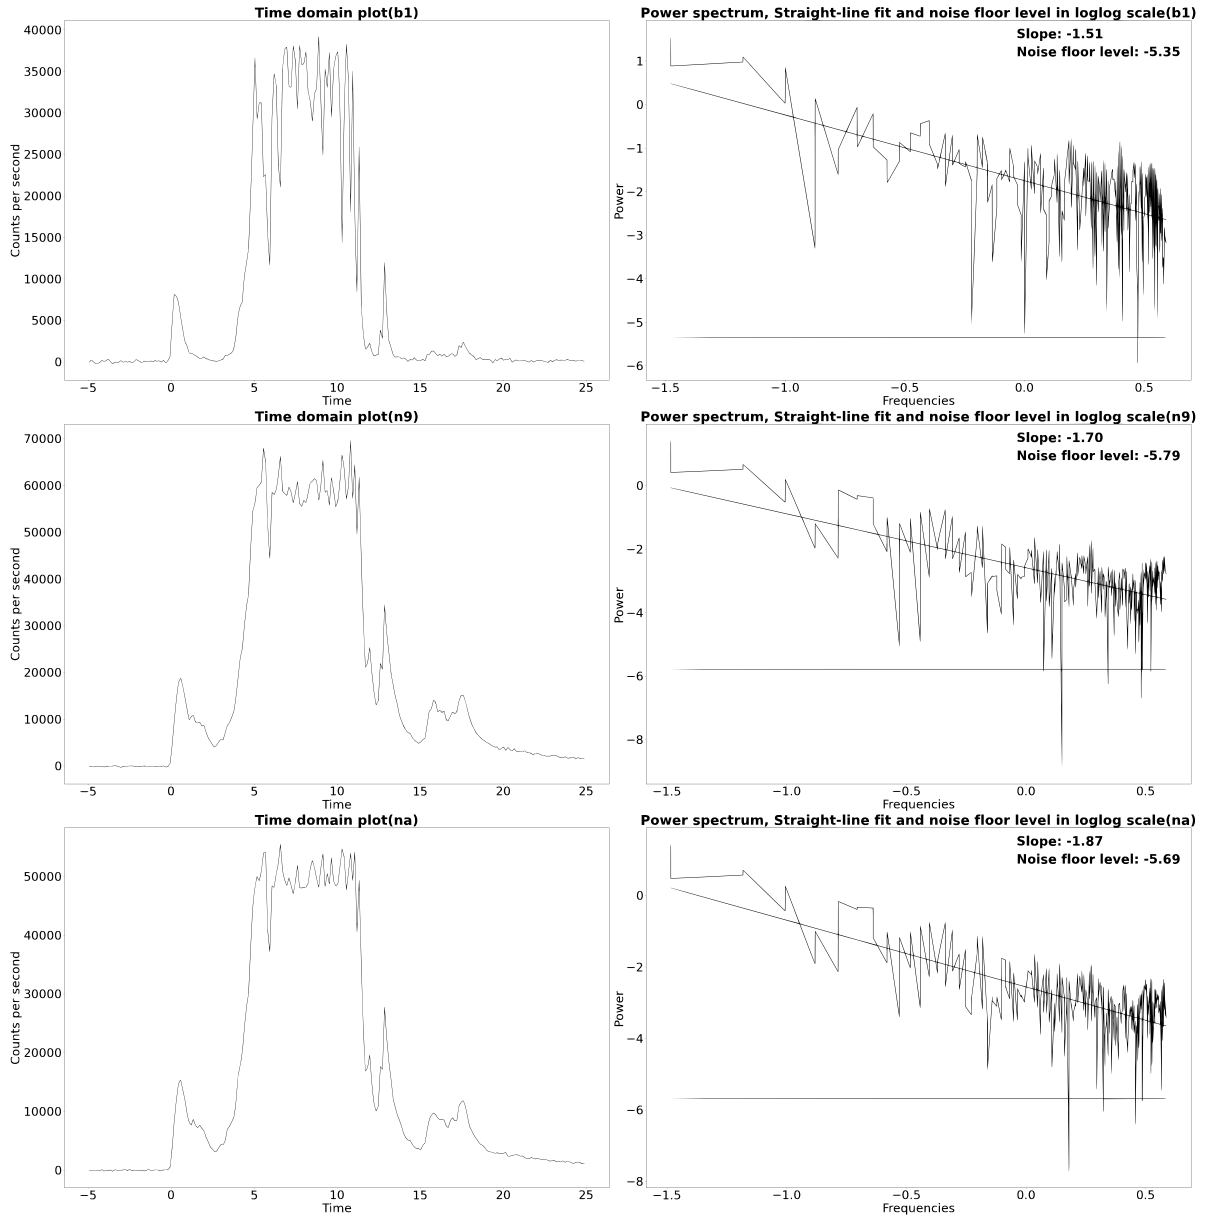 Time domain plot(b1)
Power spectrum, Straight-line fit and noise floor level in loglog scale(b1)
Slope: -1.51
Noise floor level: -5.35
40000
35000
30000
25000
20000
15000
10000
5000
0
Counts per second
−5 0 5 10 15 20 25
Time
1
0
−1
−2
−3
−4
−5
−6
Power
−1.5 −1.0 −0.5 0.0 0.5
Frequencies
Time domain plot(n9)
Power spectrum, Straight-line fit and noise floor level in loglog scale(n9)
Slope: -1.70
Noise floor level: -5.79
70000
60000
50000
40000
30000
20000
10000
0
Counts per second
−5 0 5 10 15 20 25
Time
0
−2
−4
−6
−8
Power
−1.5 −1.0 −0.5 0.0 0.5
Frequencies
Time domain plot(na)
Power spectrum, Straight-line fit and noise floor level in loglog scale(na)
Slope: -1.87
Noise floor level: -5.69
50000
40000
30000
20000
10000
0
Counts per second
−5 0 5 10 15 20 25
Time
0
−2
−4
−6
−8
Power
−1.5 −1.0 −0.5 0.0 0.5
Frequencies